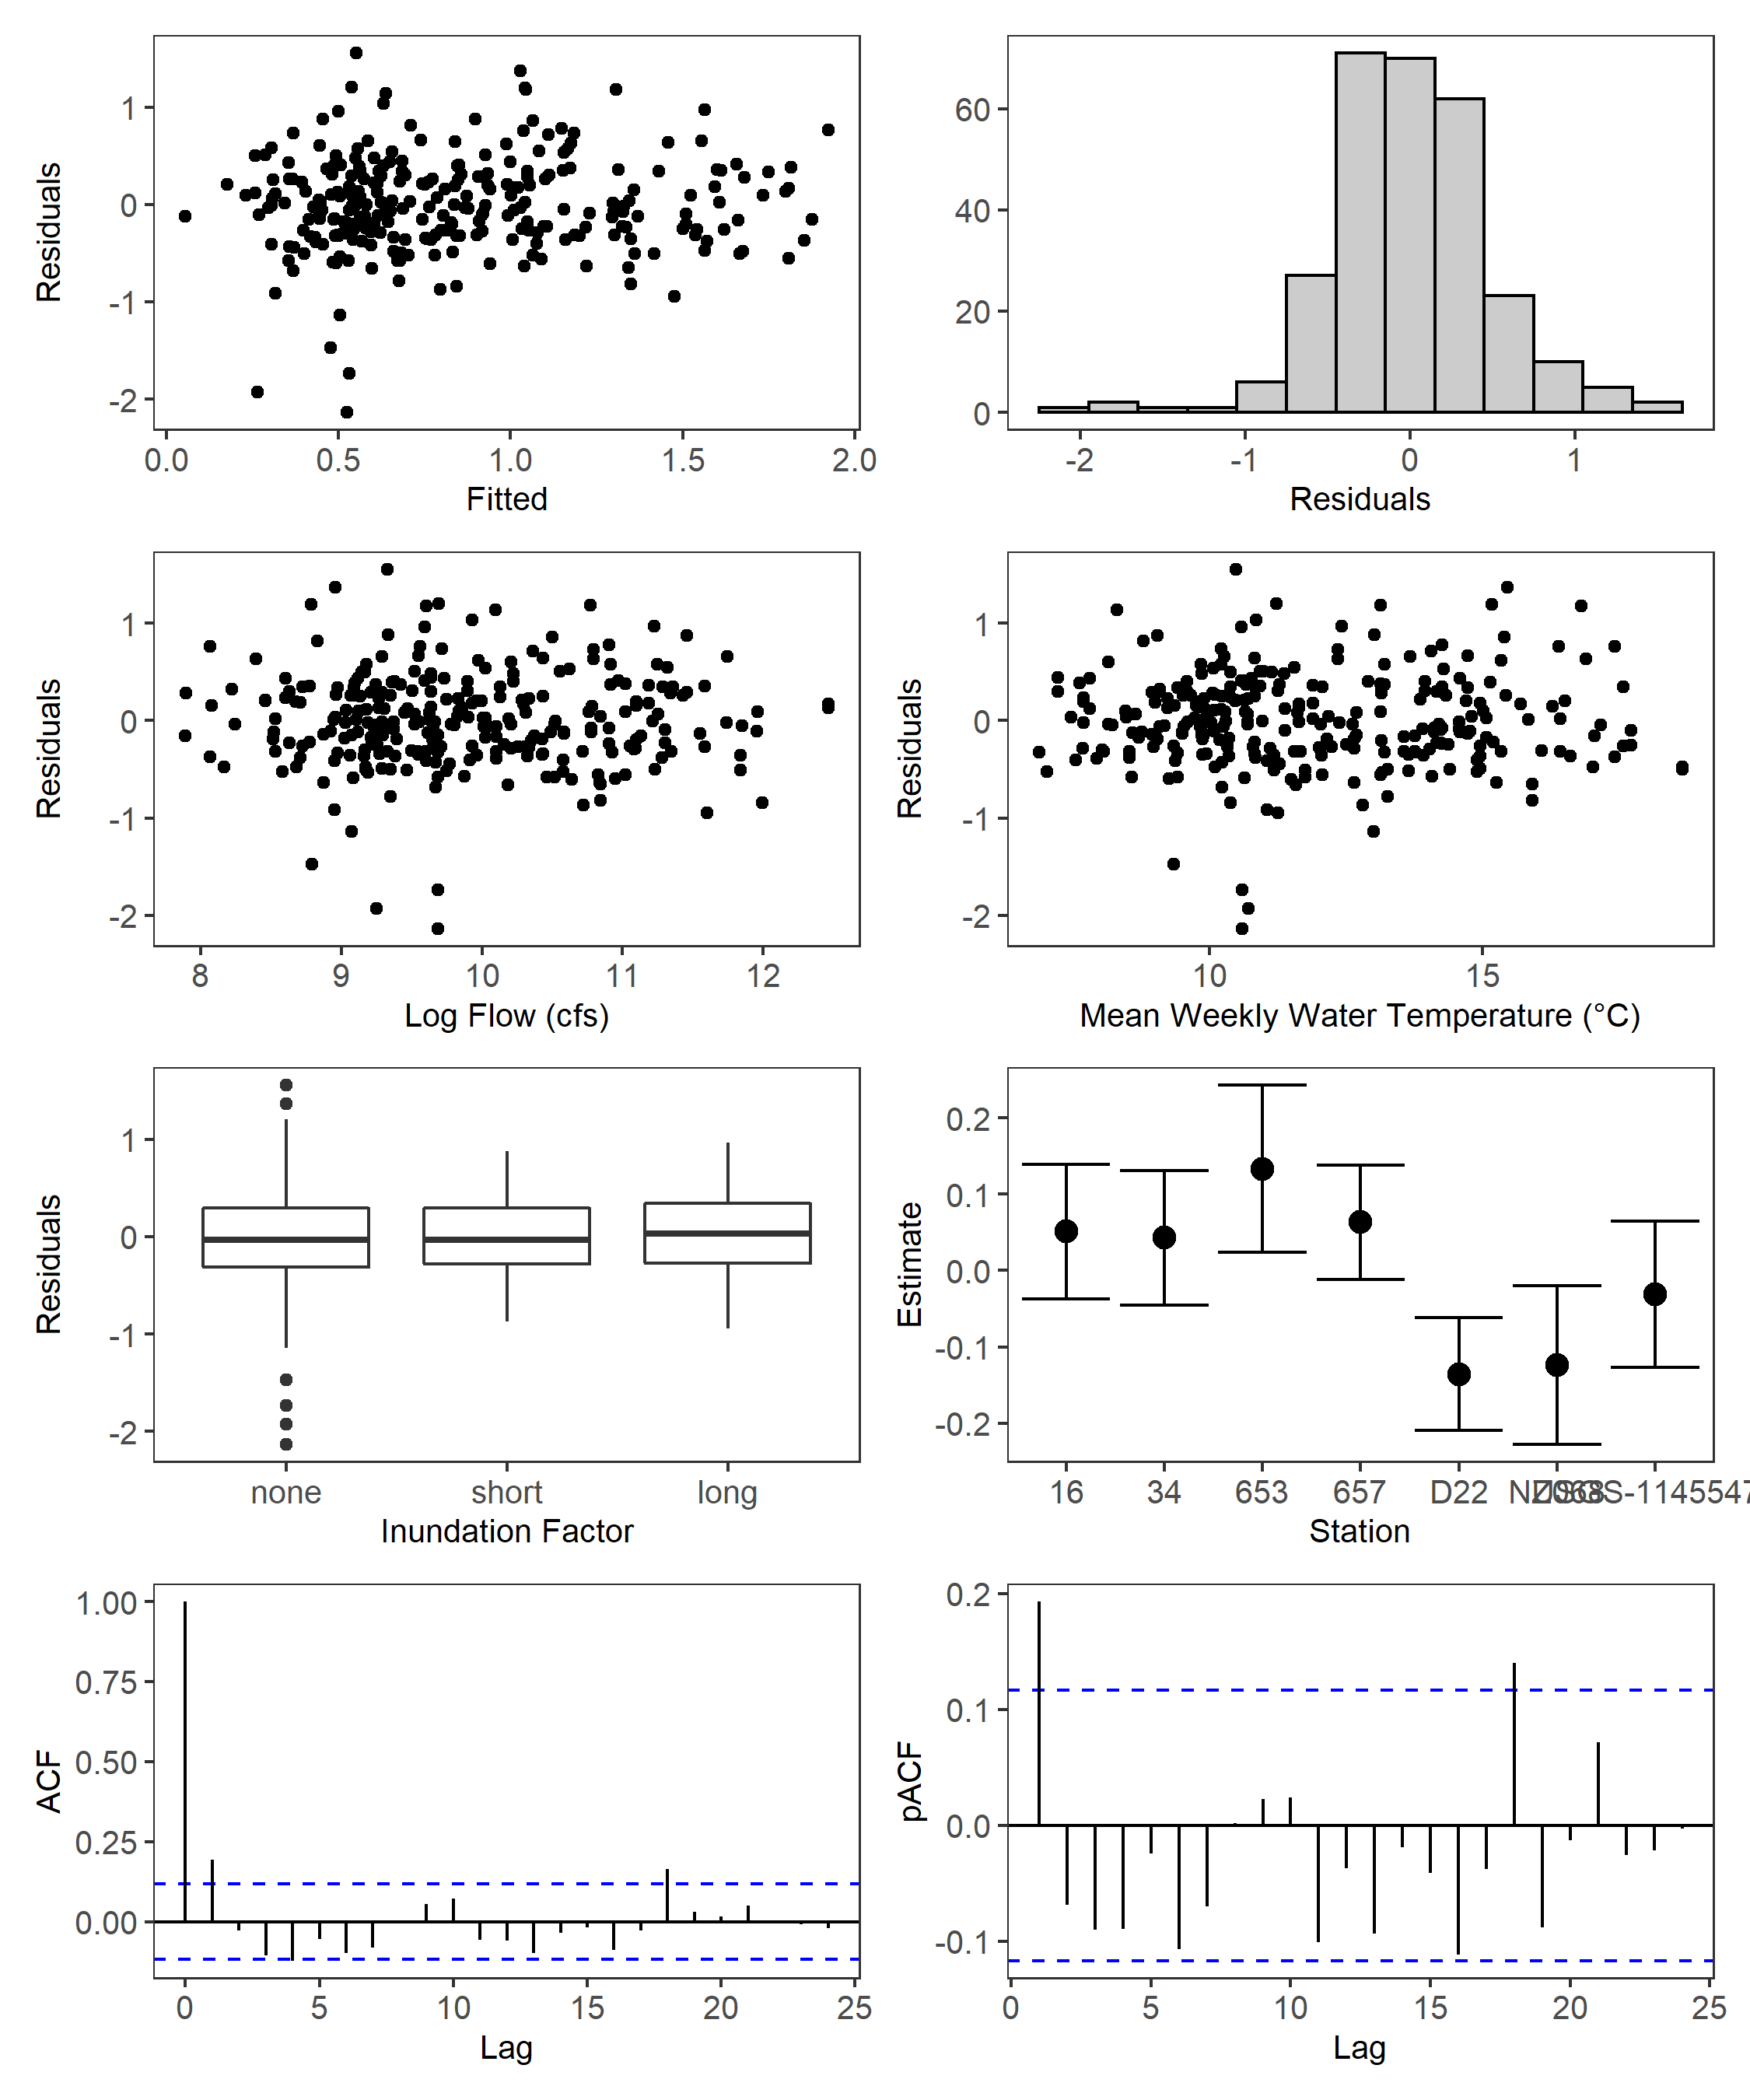 Residuals
1
0
-1
-2
0.0 0.5 1.0 1.5 2.0
Fitted
60
40
20
0
-2 -1 0 1
Residuals
Residuals
1
0
-1
-2
8 9 10 11 12
Log Flow (cfs)
Residuals
1
0
-1
-2
10 15
Mean Weekly Water Temperature (°C)
Residuals
1
0
-1
-2
none short long
Inundation Factor
Estimate
0.2
0.1
0.0
-0.1
-0.2
16 34 653 657 D22 NZ068 USGS-1145547
Station
ACF
1.00
0.75
0.50
0.25
0.00
0 5 10 15 20 25
Lag
pACF
0.2
0.1
0.0
-0.1
0 5 10 15 20 25
Lag